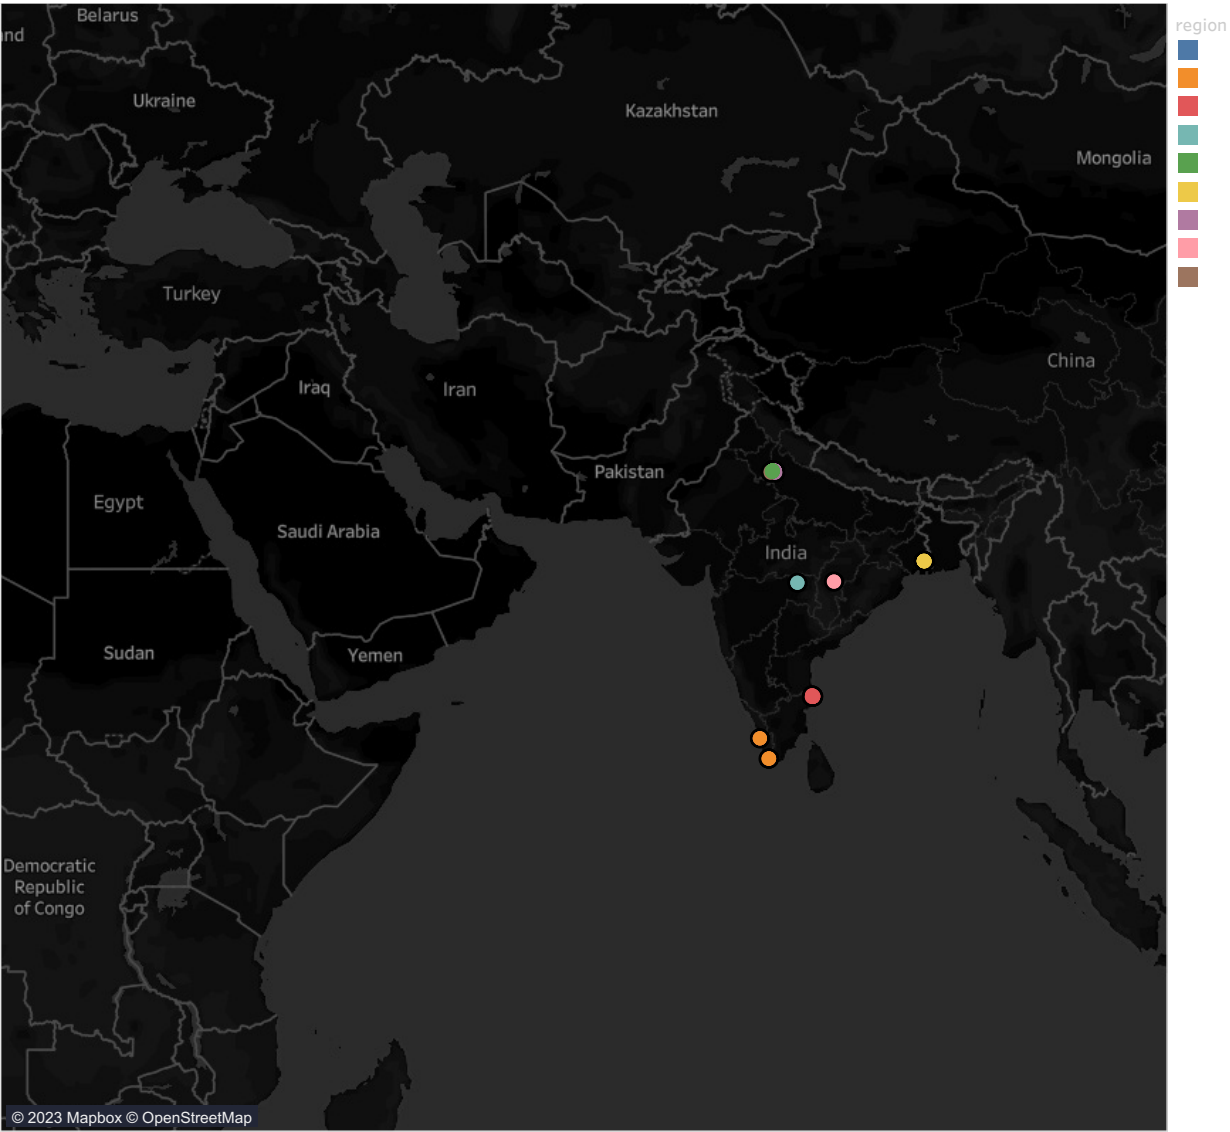 Belarus
region
and
Ukraine
Kazakhstan
Mongolia
Turkey
China
Iraq
Iran
Pakistan
Egypt
Saudi Arabia
India
Sudan
Yemen
Democratic
Republic
of Congo
© 2023 Mapbox © OpenStreetMap